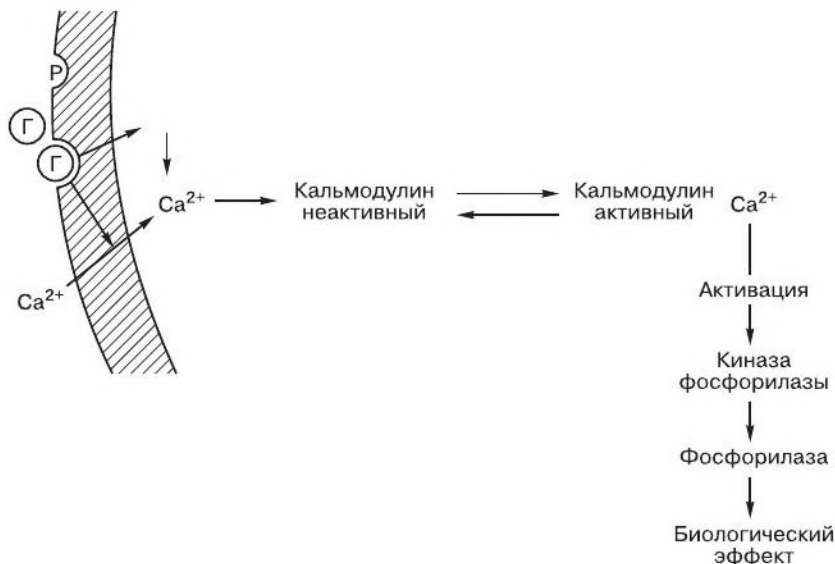 Р
Г
Г
Ca²⁺
Ca²⁺
Кальмодулин
неактивный
Кальмодулин
активный
Ca²⁺
Активация
Киназа
фосфорилазы
Фосфорилаза
Биологический
эффект